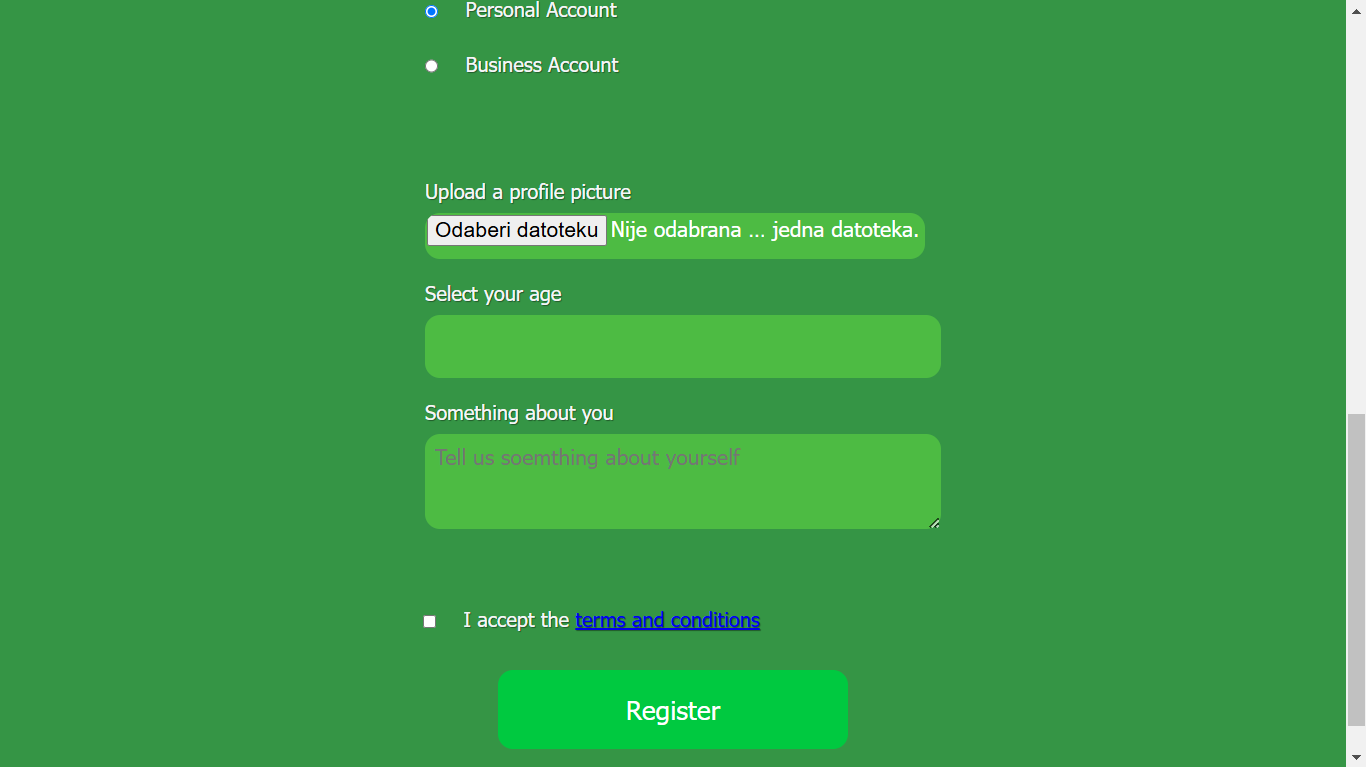 Personal Account
Business Account
Upload a profile picture
Odaberi datoteku Nije odabrana ... jedna datoteka.
Select your age
Something about you
Tell us soemthing about yourself
I accept the terms and conditions
Register